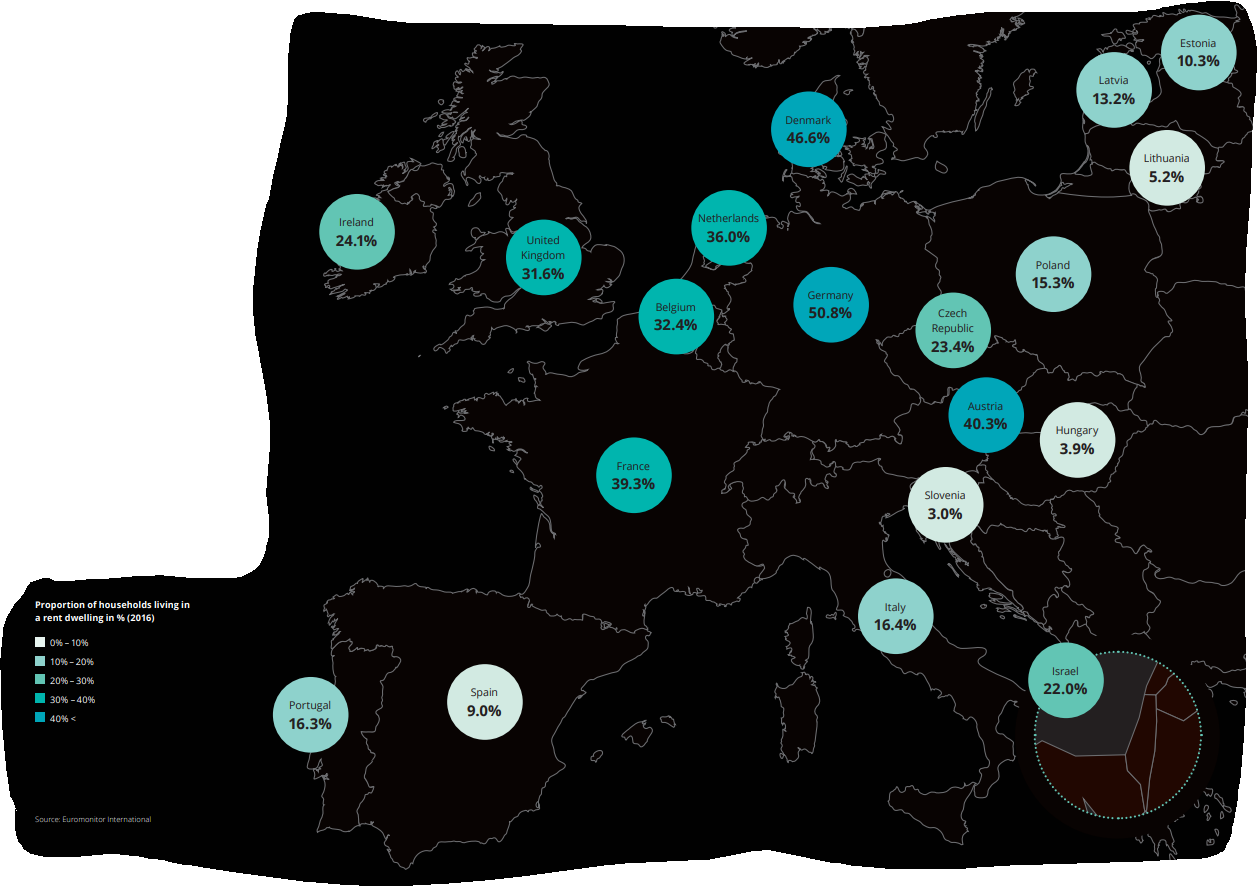 Estonia
10.3%
Latvia
13.2%
Denmark
46.6%
Lithuania
5.2%
Ireland
24.1%
Netherlands
36.0%
United
Kingdom
31.6%
Poland
15.3%
Germany
50.8%
Belgium
32.4%
Czech
Republic
23.4%
Austria
40.3%
Hungary
3.9%
France
39.3%
Slovenia
3.0%
Italy
16.4%
Israel
22.0%
Spain
9.0%
Portugal
16.3%
Proportion of households living in
a rent dwelling in % (2016)
0% – 10%
10% – 20%
20% – 30%
30% – 40%
40% <
Source: Euromonitor International